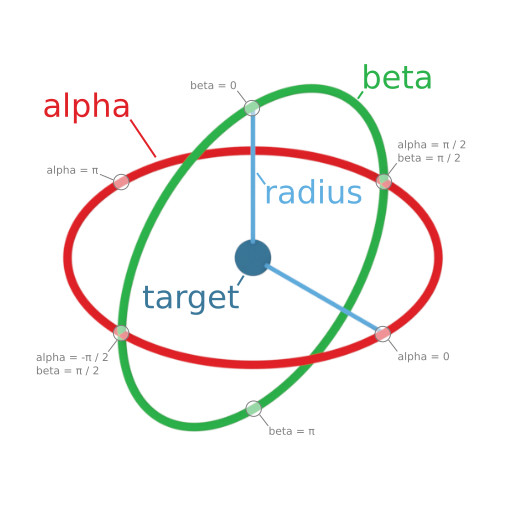 beta = 0
beta
alpha
alpha = π / 2
beta = π / 2
alpha = π
radius
target
alpha = -π / 2
beta = π / 2
alpha = 0
beta = π